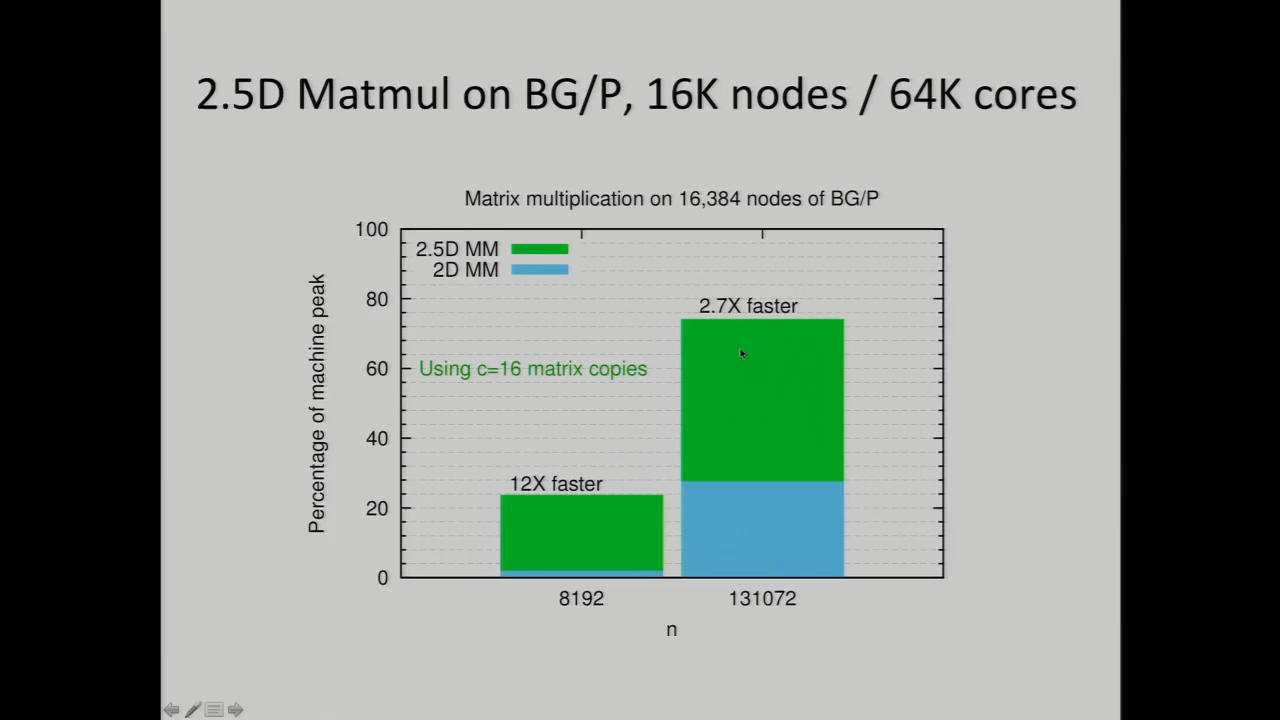 2.5D Matmul on BG/P, 16K nodes / 64K cores
Matrix multiplication on 16,384 nodes of BG/P
100
80
60
40
20
0
Percentage of machine peak
2.5D MM
2D MM
Using c=16 matrix copies
12X faster
2.7X faster
8192
131072
n